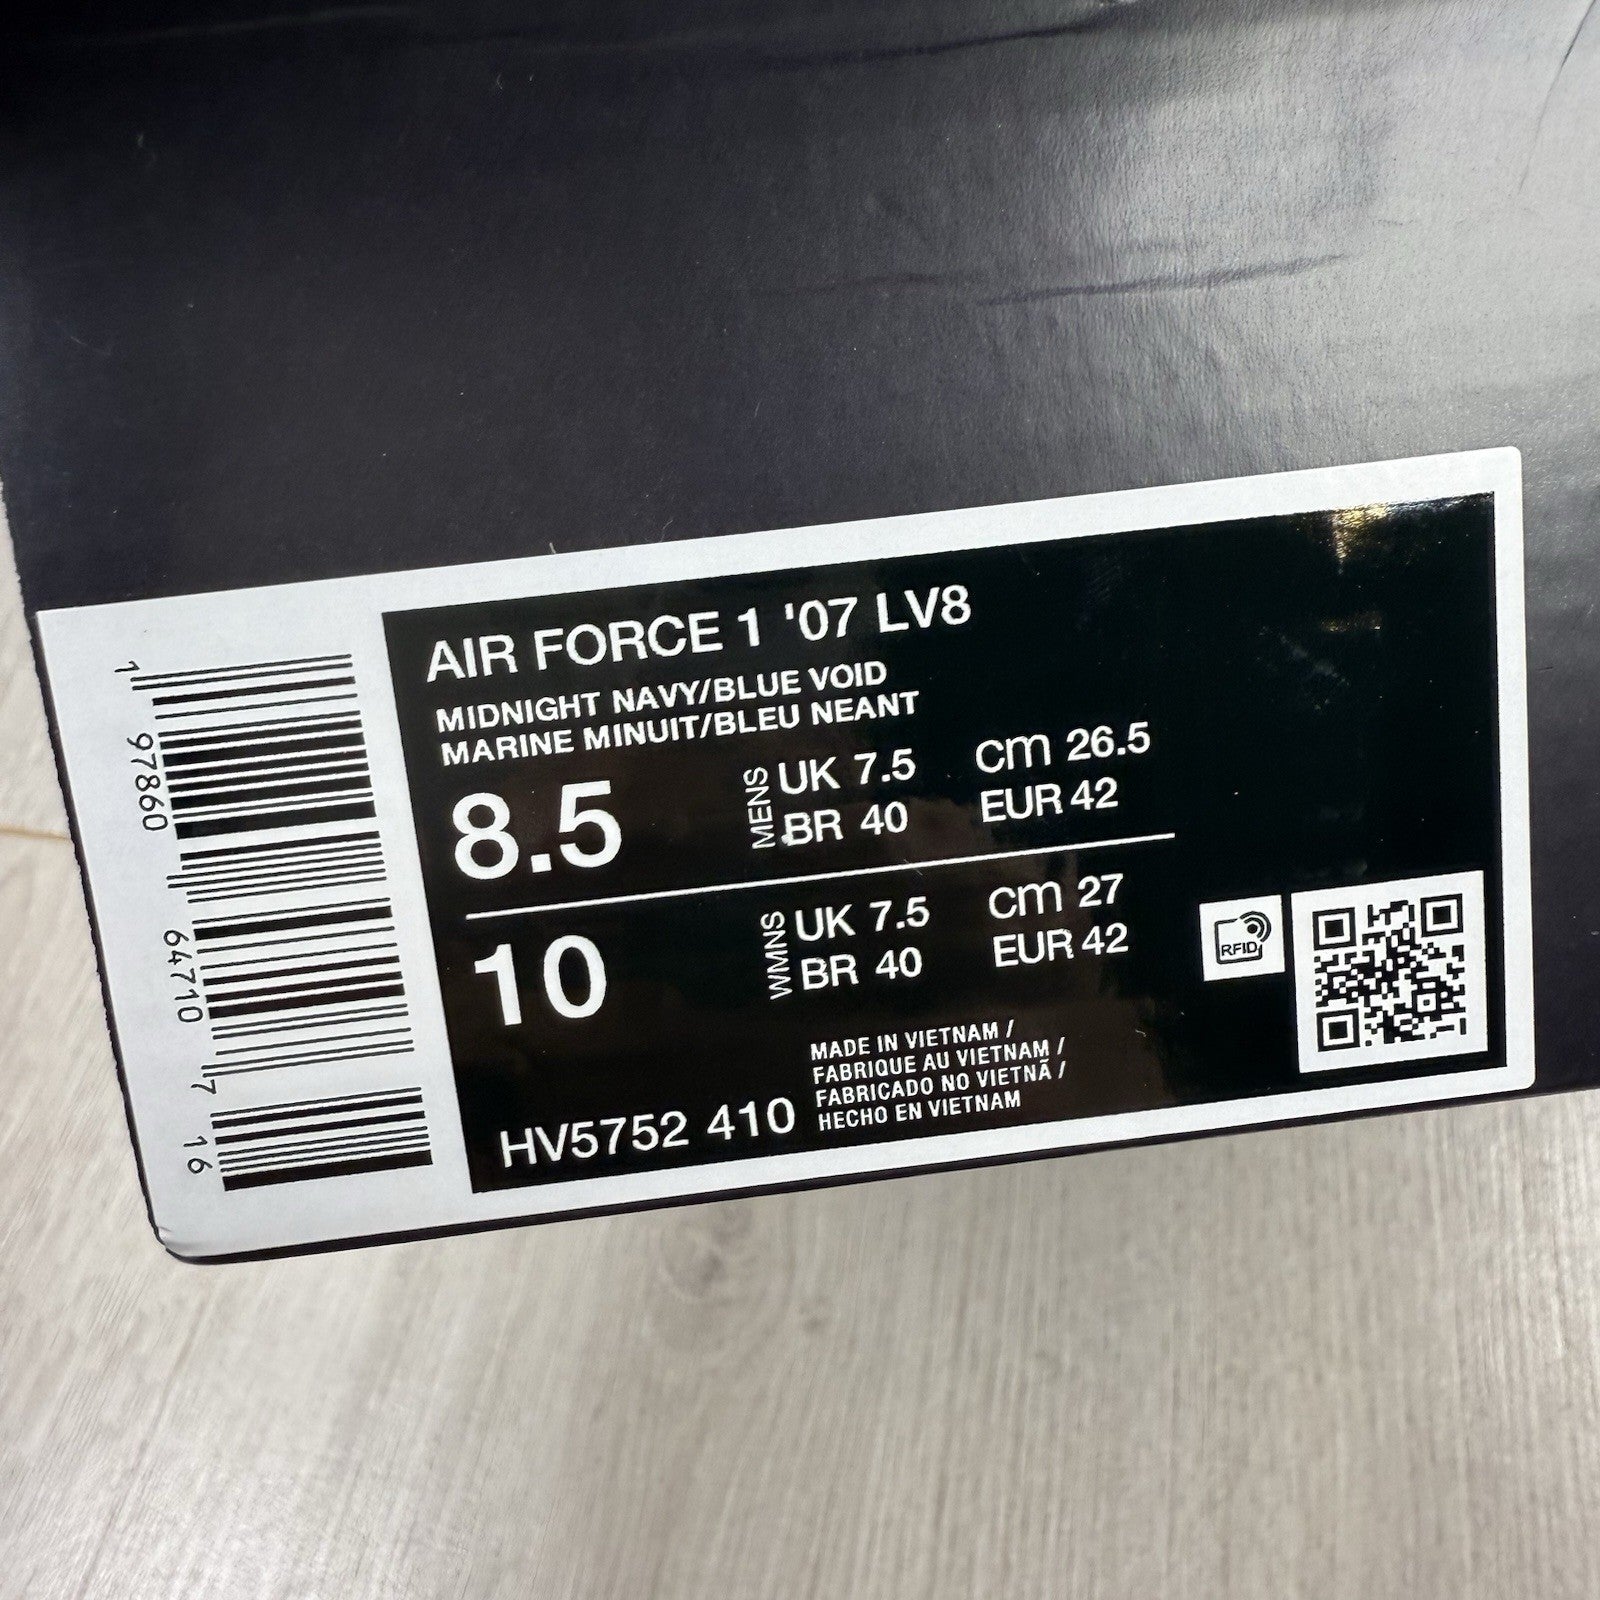 AIR FORCE 1 '07 LV8
MIDNIGHT NAVY/BLUE VOID
MARINE MINUIT/BLEU NEANT
8.5 MENS UK 7.5 cm 26.5
BR 40 EUR 42
10 WMNS UK 7.5 cm 27
BR 40 EUR 42
RFID
MADE IN VIETNAM /
FABRIQUE AU VIETNAM /
FABRICADO NO VIETNÃ /
HECHO EN VIETNAM
HV5752 410
1 97860 64710 7 16